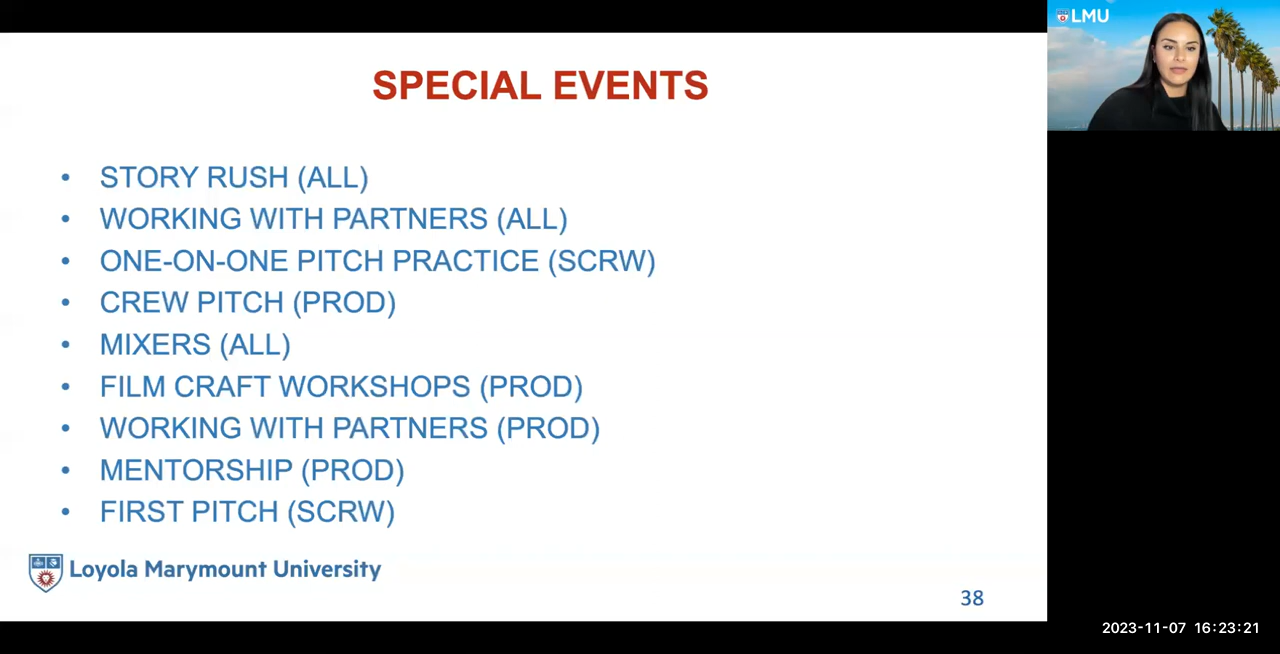 LMU
SPECIAL EVENTS
• STORY RUSH (ALL)
• WORKING WITH PARTNERS (ALL)
• ONE-ON-ONE PITCH PRACTICE (SCRW)
• CREW PITCH (PROD)
• MIXERS (ALL)
• FILM CRAFT WORKSHOPS (PROD)
• WORKING WITH PARTNERS (PROD)
• MENTORSHIP (PROD)
• FIRST PITCH (SCRW)
Loyola Marymount University
38
2023-11-07 16:23:21